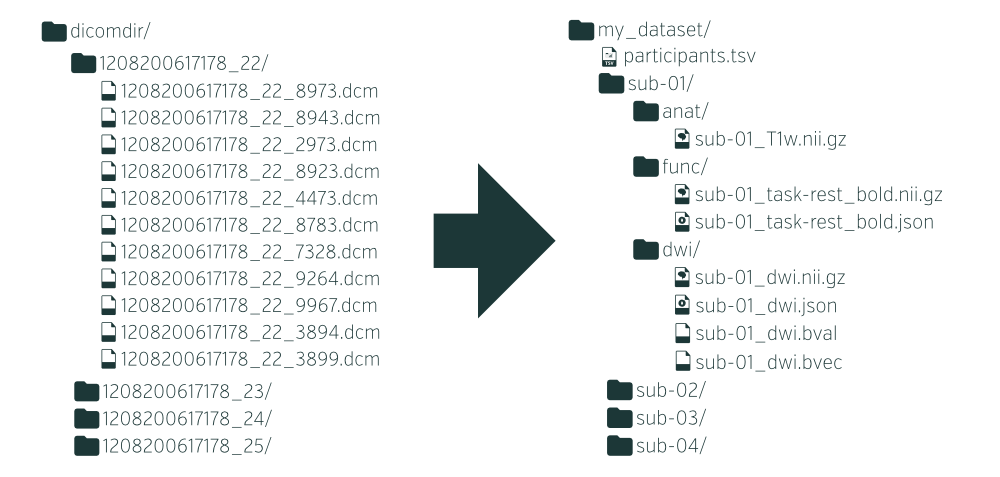 dicomdir/
1208200617178_22/
1208200617178_22_8973.dcm
1208200617178_22_8943.dcm
1208200617178_22_2973.dcm
1208200617178_22_8923.dcm
1208200617178_22_4473.dcm
1208200617178_22_8783.dcm
1208200617178_22_7328.dcm
1208200617178_22_9264.dcm
1208200617178_22_9967.dcm
1208200617178_22_3894.dcm
1208200617178_22_3899.dcm
1208200617178_23/
1208200617178_24/
1208200617178_25/
my_dataset/
TSV
participants.tsv
sub-01/
anat/
sub-01_T1w.nii.gz
func/
sub-01_task-rest_bold.nii.gz
sub-01_task-rest_bold.json
dwi/
sub-01_dwi.nii.gz
sub-01_dwi.json
sub-01_dwi.bval
sub-01_dwi.bvec
sub-02/
sub-03/
sub-04/